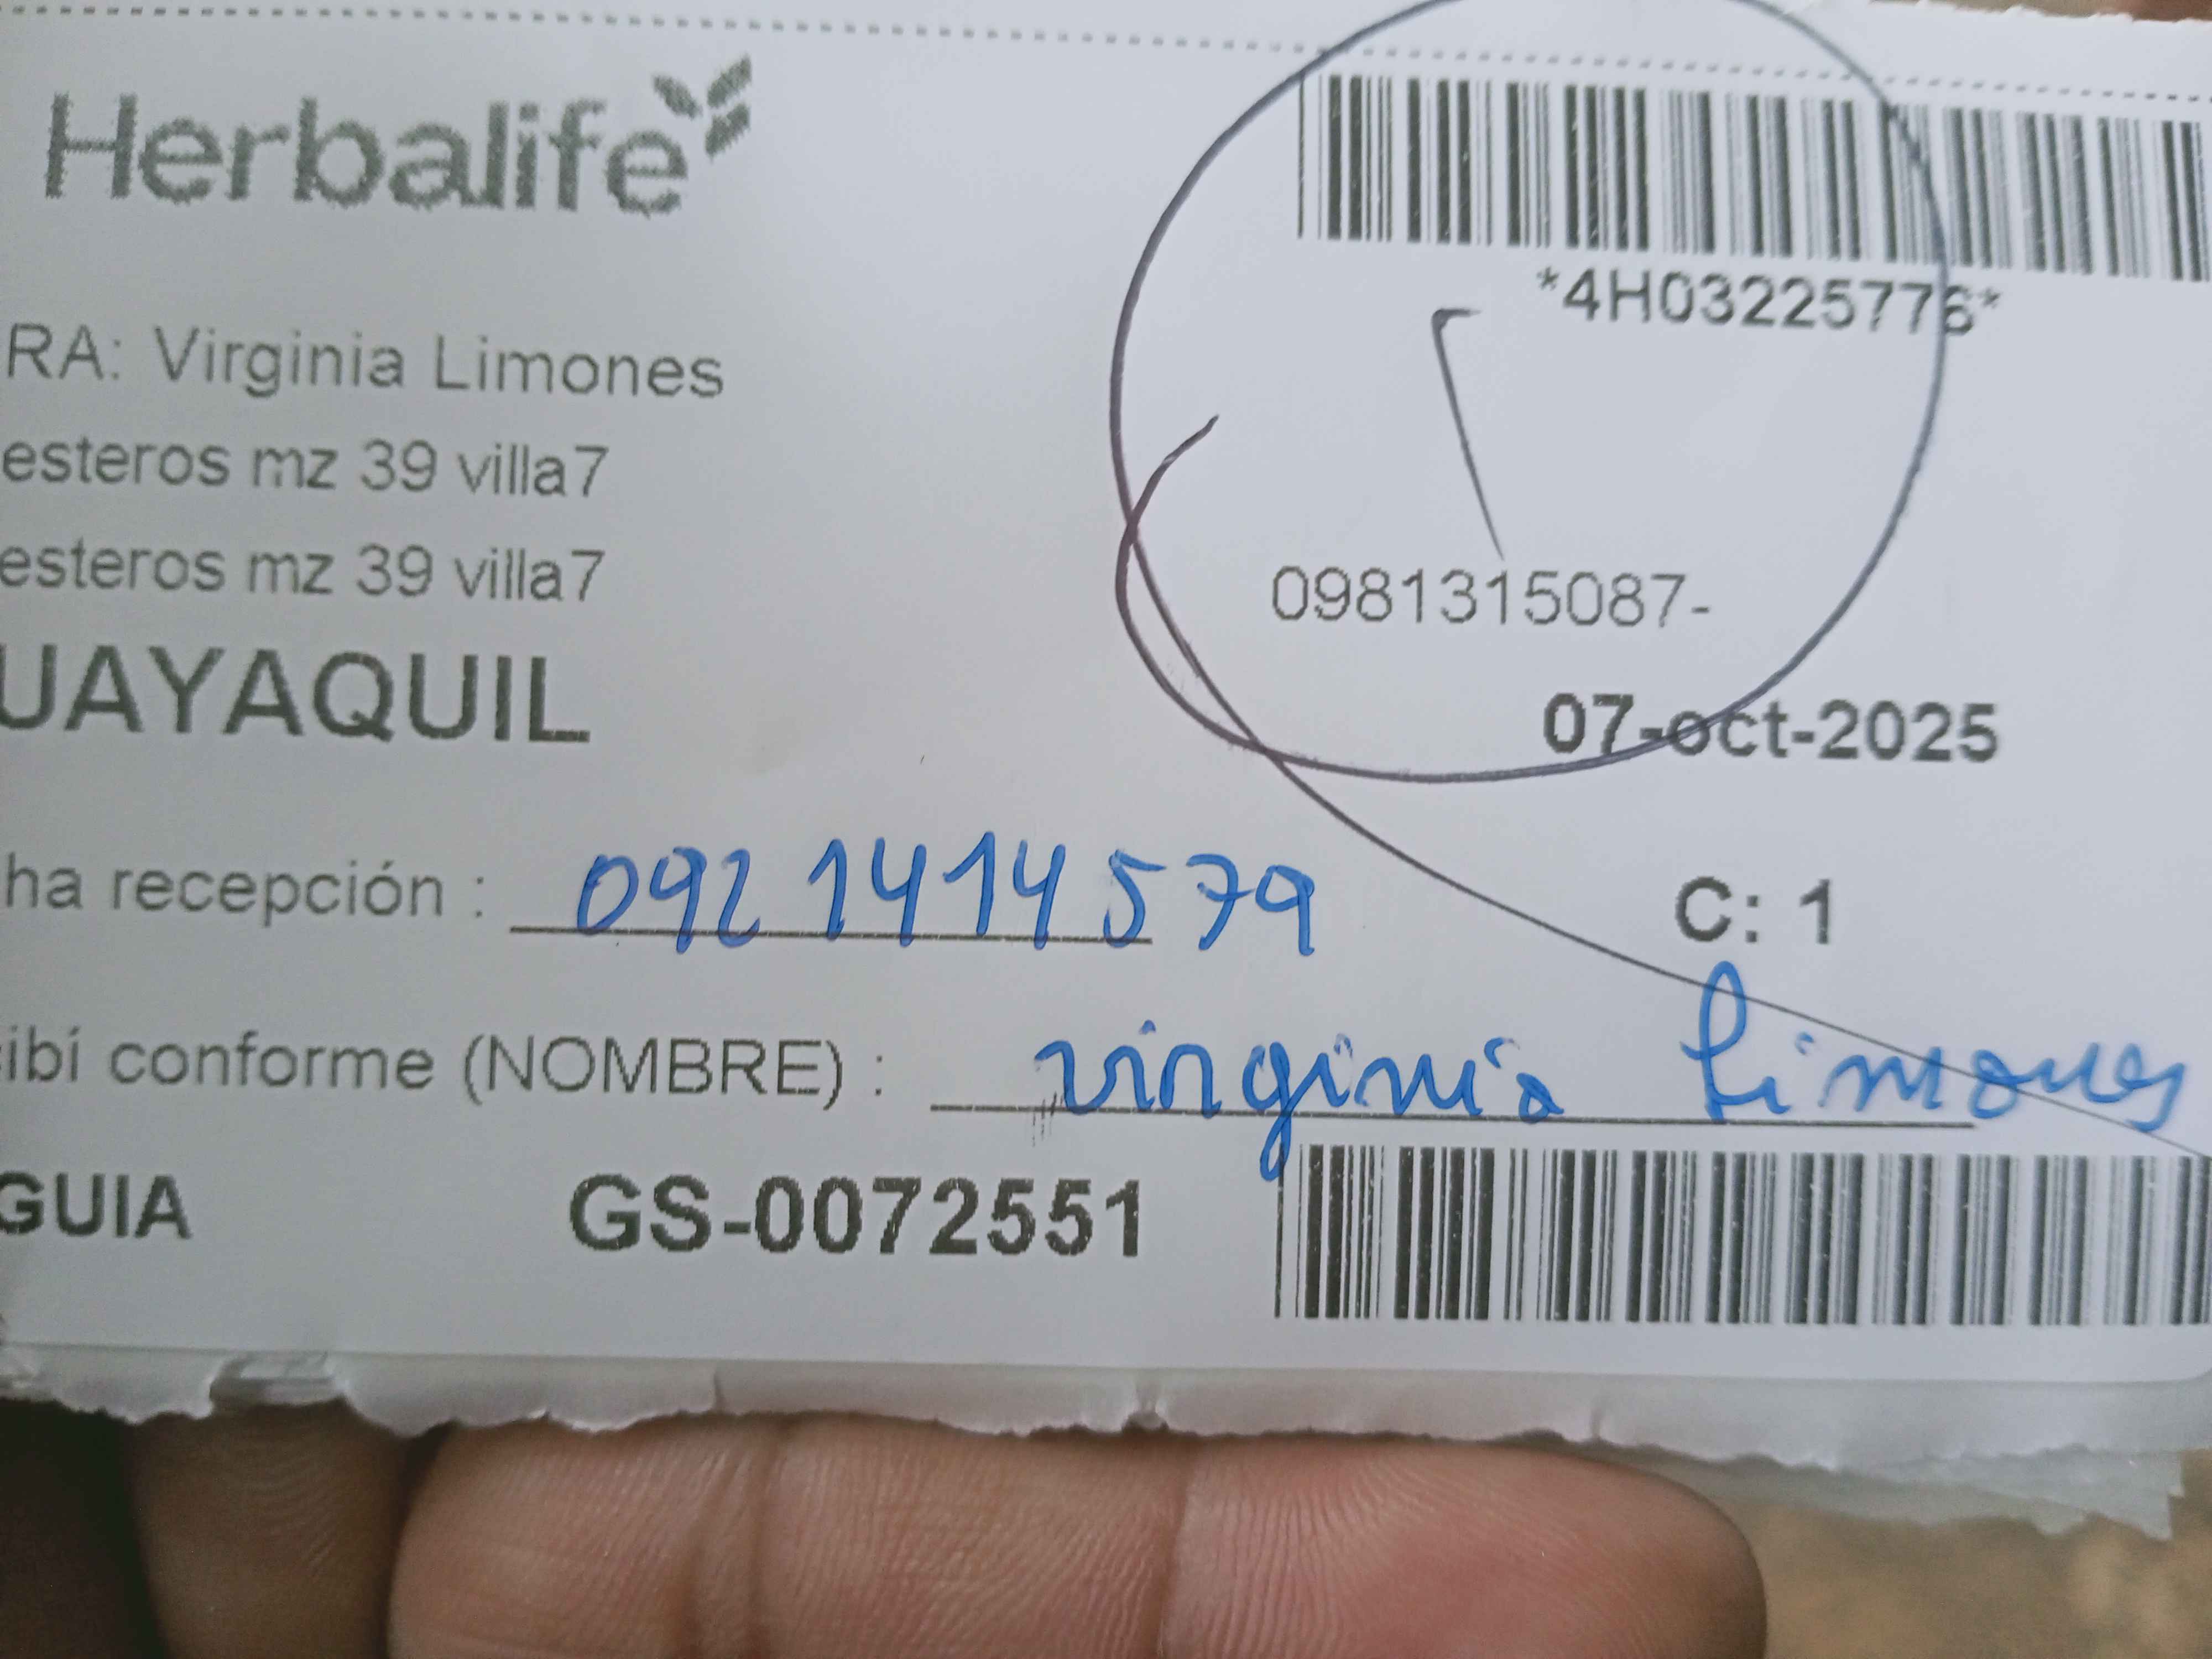 Herbalife
*4H03225776*
RA: Virginia Limones
esteros mz 39 villa7
esteros mz 39 villa7
0981315087-
UAYAQUIL
07-oct-2025
ha recepción : 0921414579
C: 1
ibí conforme (NOMBRE) : virginia Limones
GUIA GS-0072551